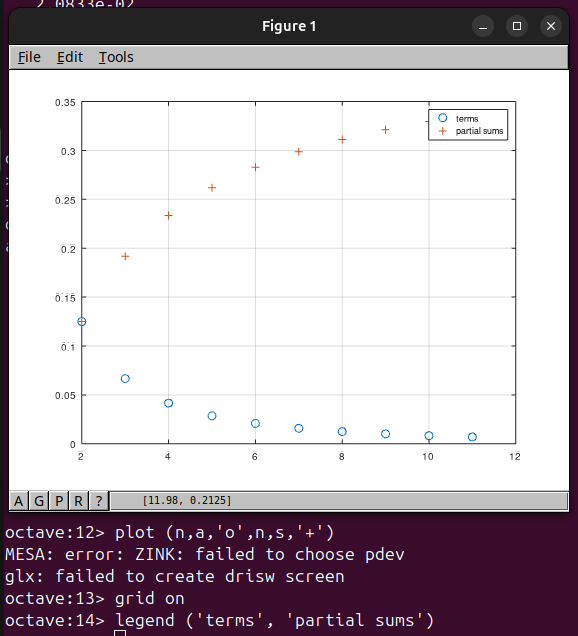 2.0833e-02
Figure 1
File Edit Tools
0.35
0.3
0.25
0.2
0.15
0.1
0.05
0
2 4 6 8 10 12
terms
partial sums
A G P R ? [11.98, 0.2125]
octave:12> plot (n,a,'o',n,s,'+')
MESA: error: ZINK: failed to choose pdev
glx: failed to create drisw screen
octave:13> grid on
octave:14> legend ('terms', 'partial sums')